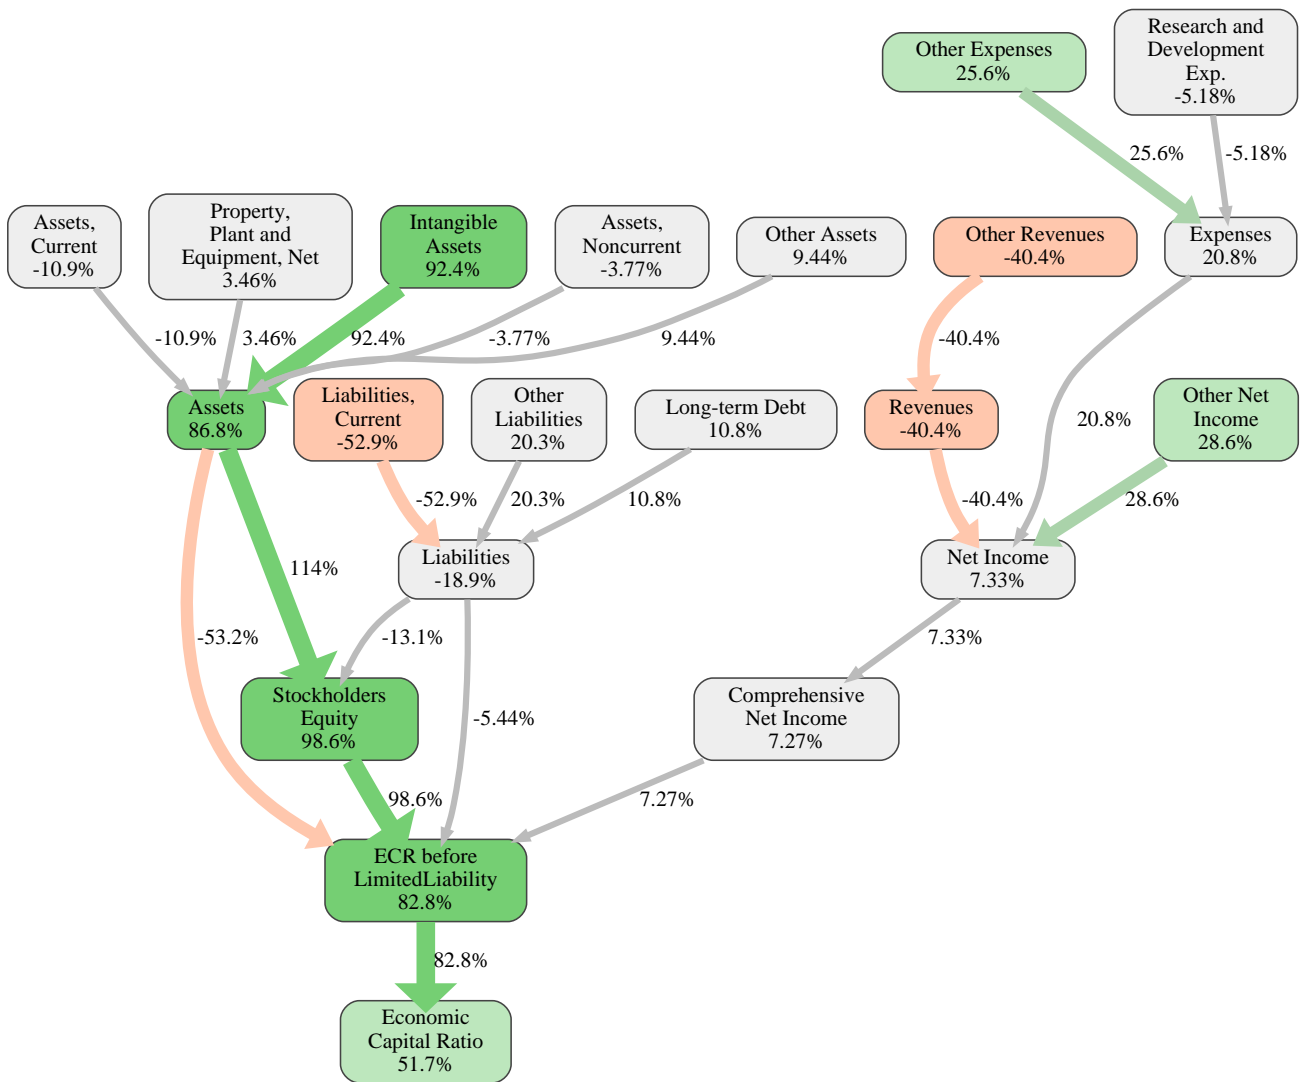 Other Expenses
25.6%
Research and
Development
Exp.
-5.18%
25.6%
-5.18%
Assets,
Current
-10.9%
Property,
Plant and
Equipment, Net
3.46%
Intangible
Assets
92.4%
Assets,
Noncurrent
-3.77%
Other Assets
9.44%
Other Revenues
-40.4%
Expenses
20.8%
-10.9%
3.46%
92.4%
-3.77%
9.44%
-40.4%
Assets
86.8%
Liabilities,
Current
-52.9%
Other
Liabilities
20.3%
Long-term Debt
10.8%
Revenues
-40.4%
20.8%
Other Net
Income
28.6%
-52.9%
20.3%
10.8%
-40.4%
28.6%
114%
Liabilities
-18.9%
Net Income
7.33%
-53.2%
-13.1%
7.33%
Stockholders
Equity
98.6%
-5.44%
Comprehensive
Net Income
7.27%
98.6%
7.27%
ECR before
LimitedLiability
82.8%
82.8%
Economic
Capital Ratio
51.7%